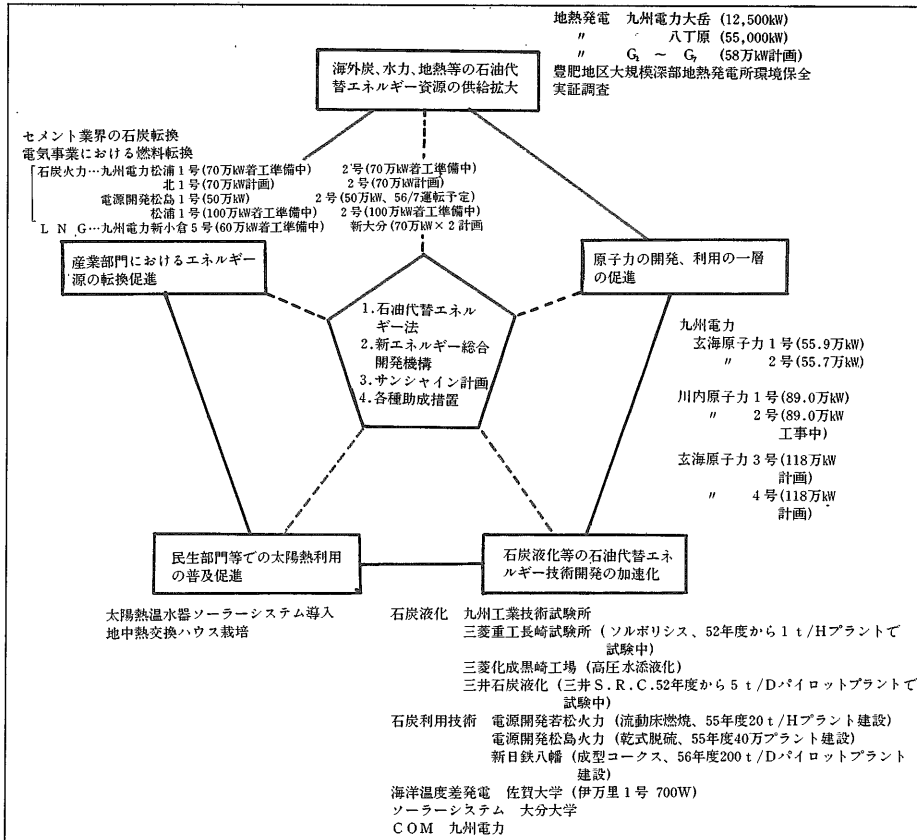 地熱発電 九州電力大岳 (12,500kW)
〃 八丁原 (55,000kW)
〃 G₁ ~ G₇ (58万kW計画)
豊肥地区大規模深部地熱発電所環境保全
実証調査
海外炭、水力、地熱等の石油代
替エネルギー資源の供給拡大
セメント業界の石炭転換
電気事業における燃料転換
石炭火力…九州電力松浦1号(70万kW着工準備中) 2号(70万kW着工準備中)
北1号(70万kW計画) 2号(70万kW計画)
電源開発松島1号(50万kW) 2号(50万kW、56/7運転予定)
松浦1号(100万kW着工準備中) 2号(100万kW着工準備中)
LNG…九州電力新小倉5号(60万kW着工準備中) 新大分(70万kW×2計画
産業部門におけるエネルギー
源の転換促進
原子力の開発、利用の一層
の促進
1.石油代替エネル
ギー法
2.新エネルギー総合
開発機構
3.サンシャイン計画
4.各種助成措置
九州電力
玄海原子力1号(55.9万kW)
〃 2号(55.7万kW)
川内原子力1号(89.0万kW)
〃 2号(89.0万kW
工事中)
玄海原子力3号(118万kW
計画)
〃 4号(118万kW
計画)
民生部門等での太陽熱利用
の普及促進
石炭液化等の石油代替エネ
ルギー技術開発の加速化
太陽熱温水器ソーラーシステム導入
地中熱交換ハウス栽培
石炭液化 九州工業技術試験所
三菱重工長崎試験所 (ソルボリシス、52年度から1t/Hプラントで
試験中)
三菱化成黒崎工場 (高圧水添液化)
三井石炭液化 (三井S.R.C.52年度から5t/Dパイロットプラントで
試験中)
石炭利用技術 電源開発若松火力 (流動床燃焼、55年度20t/Hプラント建設)
電源開発松島火力 (乾式脱硫、55年度40万プラント建設)
新日鉄八幡 (成型コークス、56年度200t/Dパイロットプラント
建設)
海洋温度差発電 佐賀大学 (伊万里1号 700W)
ソーラーシステム 大分大学
COM 九州電力